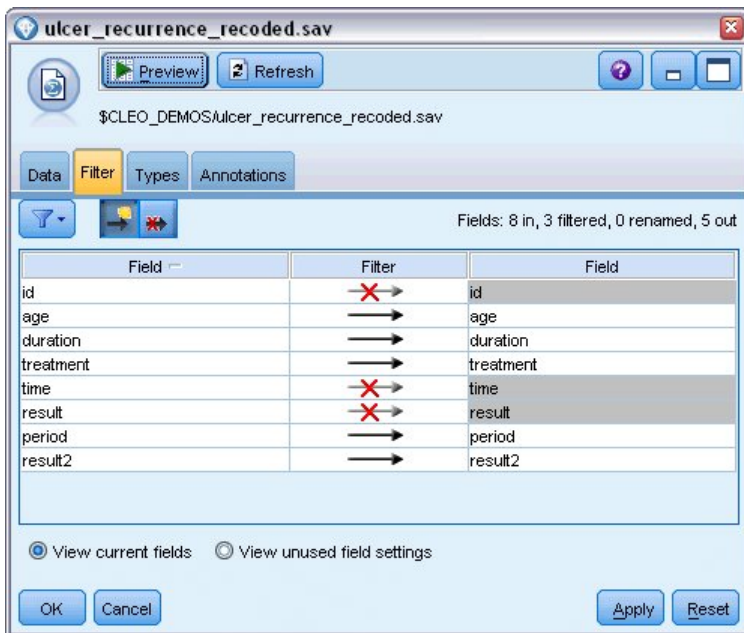 ulcer_recurrence_recoded.sav
Preview Refresh ?
$CLEO_DEMOS/ulcer_recurrence_recoded.sav
Data Filter Types Annotations
Fields: 8 in, 3 filtered, 0 renamed, 5 out
Field Filter Field
id id
age age
duration duration
treatment treatment
time time
result result
period period
result2 result2
View current fields View unused field settings
OK Cancel Apply Reset